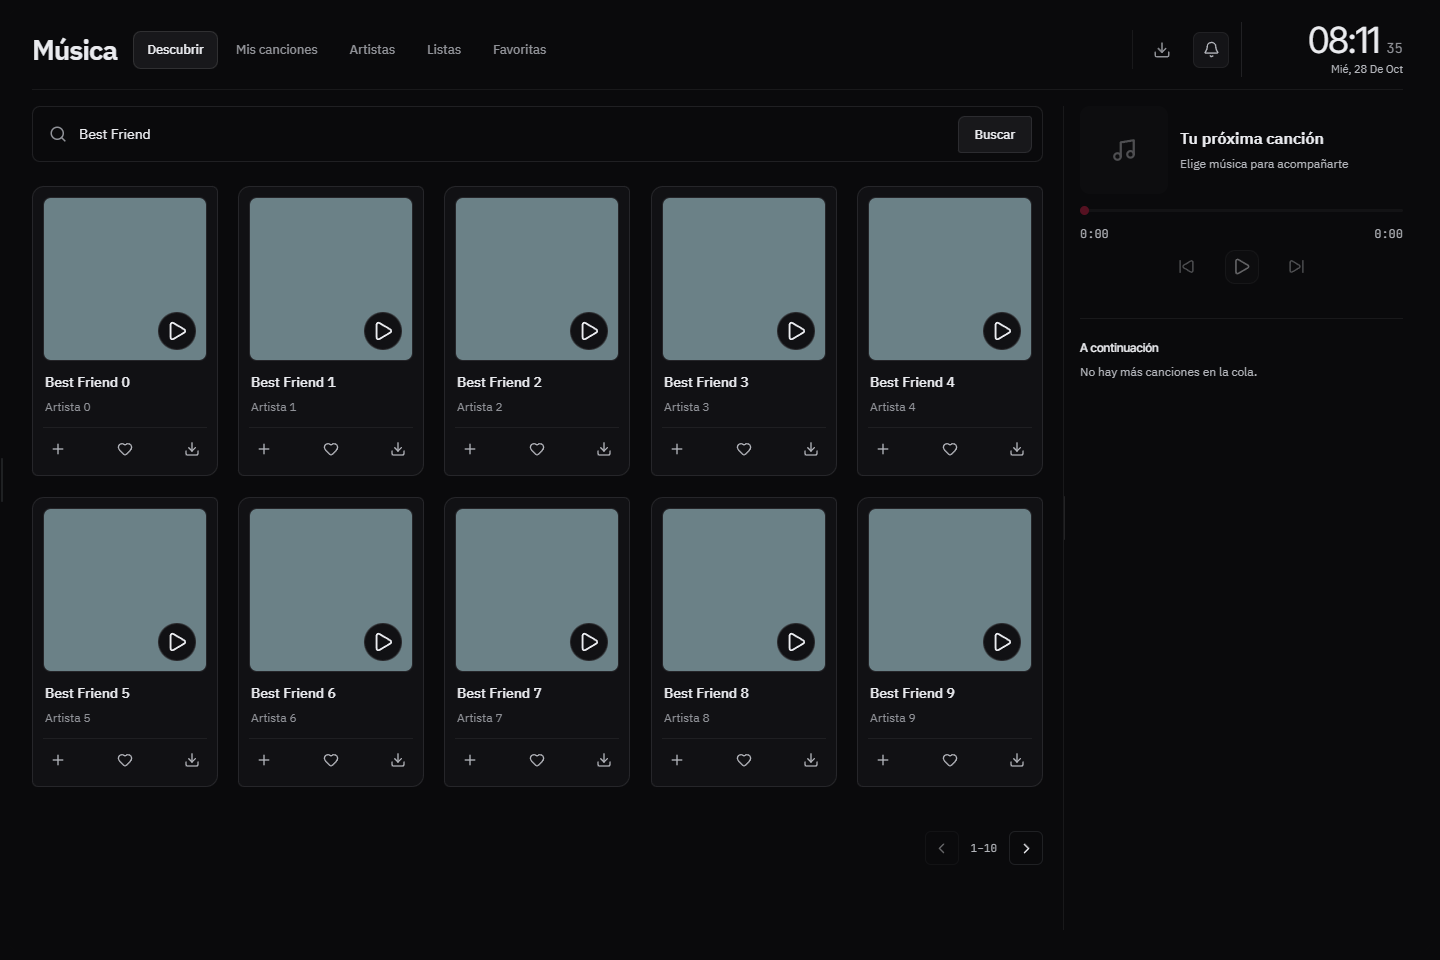 Música
Descubrir
Mis canciones
Artistas
Listas
Favoritas
08:11 35
Mié, 28 De Oct
Best Friend
Buscar
Tu próxima canción
Elige música para acompañarte
0:00
0:00
A continuación
No hay más canciones en la cola.
Best Friend 0
Artista 0
Best Friend 1
Artista 1
Best Friend 2
Artista 2
Best Friend 3
Artista 3
Best Friend 4
Artista 4
Best Friend 5
Artista 5
Best Friend 6
Artista 6
Best Friend 7
Artista 7
Best Friend 8
Artista 8
Best Friend 9
Artista 9
1–10